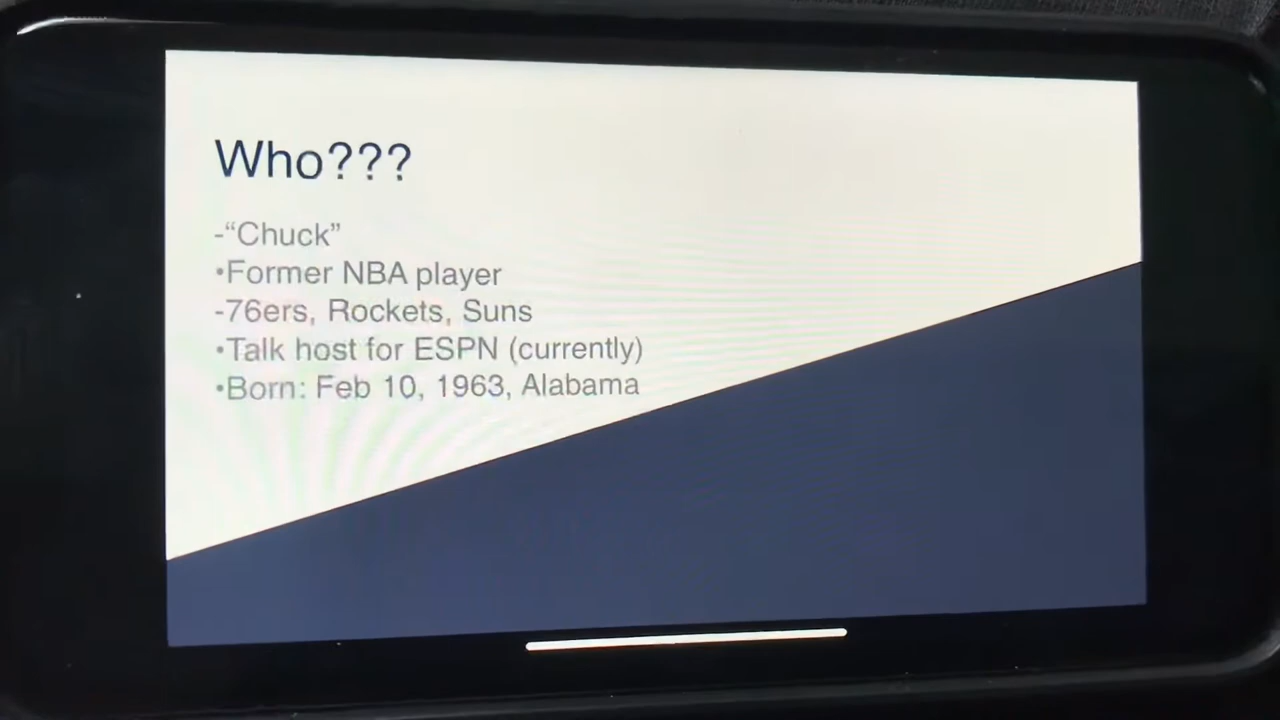 Who???
-“Chuck”
•Former NBA player
-76ers, Rockets, Suns
•Talk host for ESPN (currently)
•Born: Feb 10, 1963, Alabama